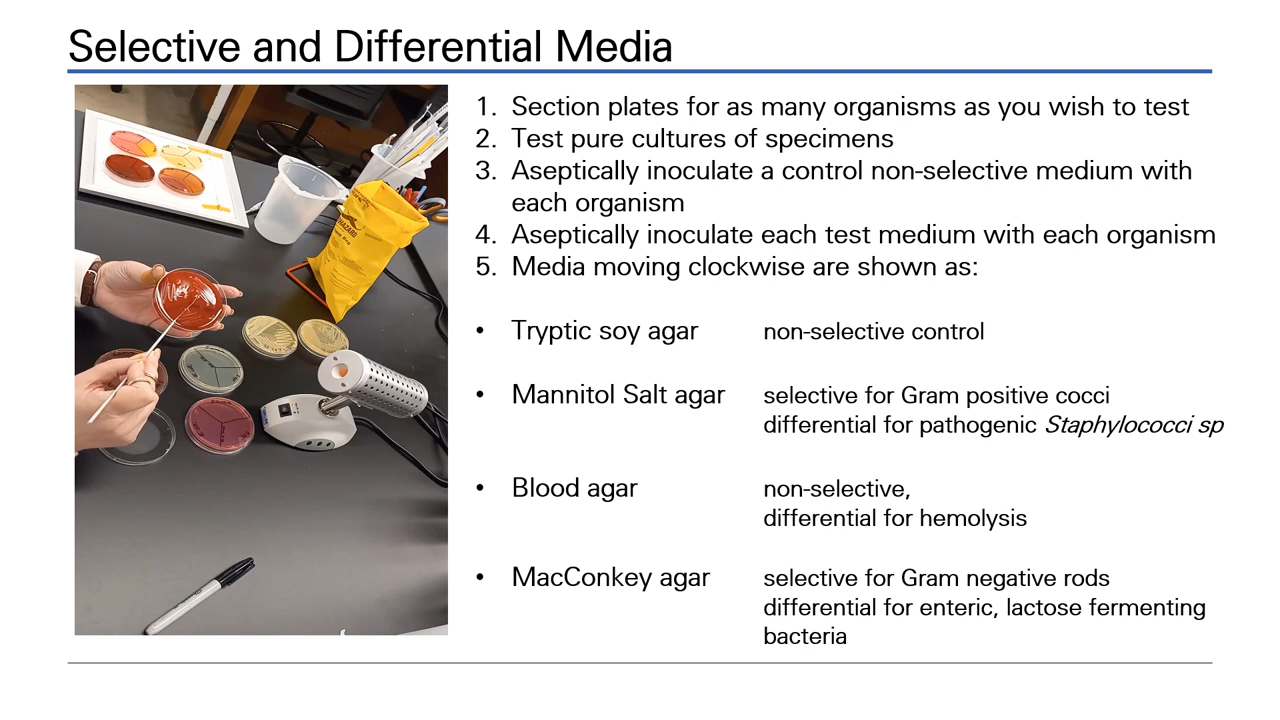 Selective and Differential Media
1. Section plates for as many organisms as you wish to test
2. Test pure cultures of specimens
3. Aseptically inoculate a control non-selective medium with
each organism
4. Aseptically inoculate each test medium with each organism
5. Media moving clockwise are shown as:
• Tryptic soy agar non-selective control
• Mannitol Salt agar selective for Gram positive cocci
differential for pathogenic Staphylococci sp
• Blood agar non-selective,
differential for hemolysis
• MacConkey agar selective for Gram negative rods
differential for enteric, lactose fermenting
bacteria